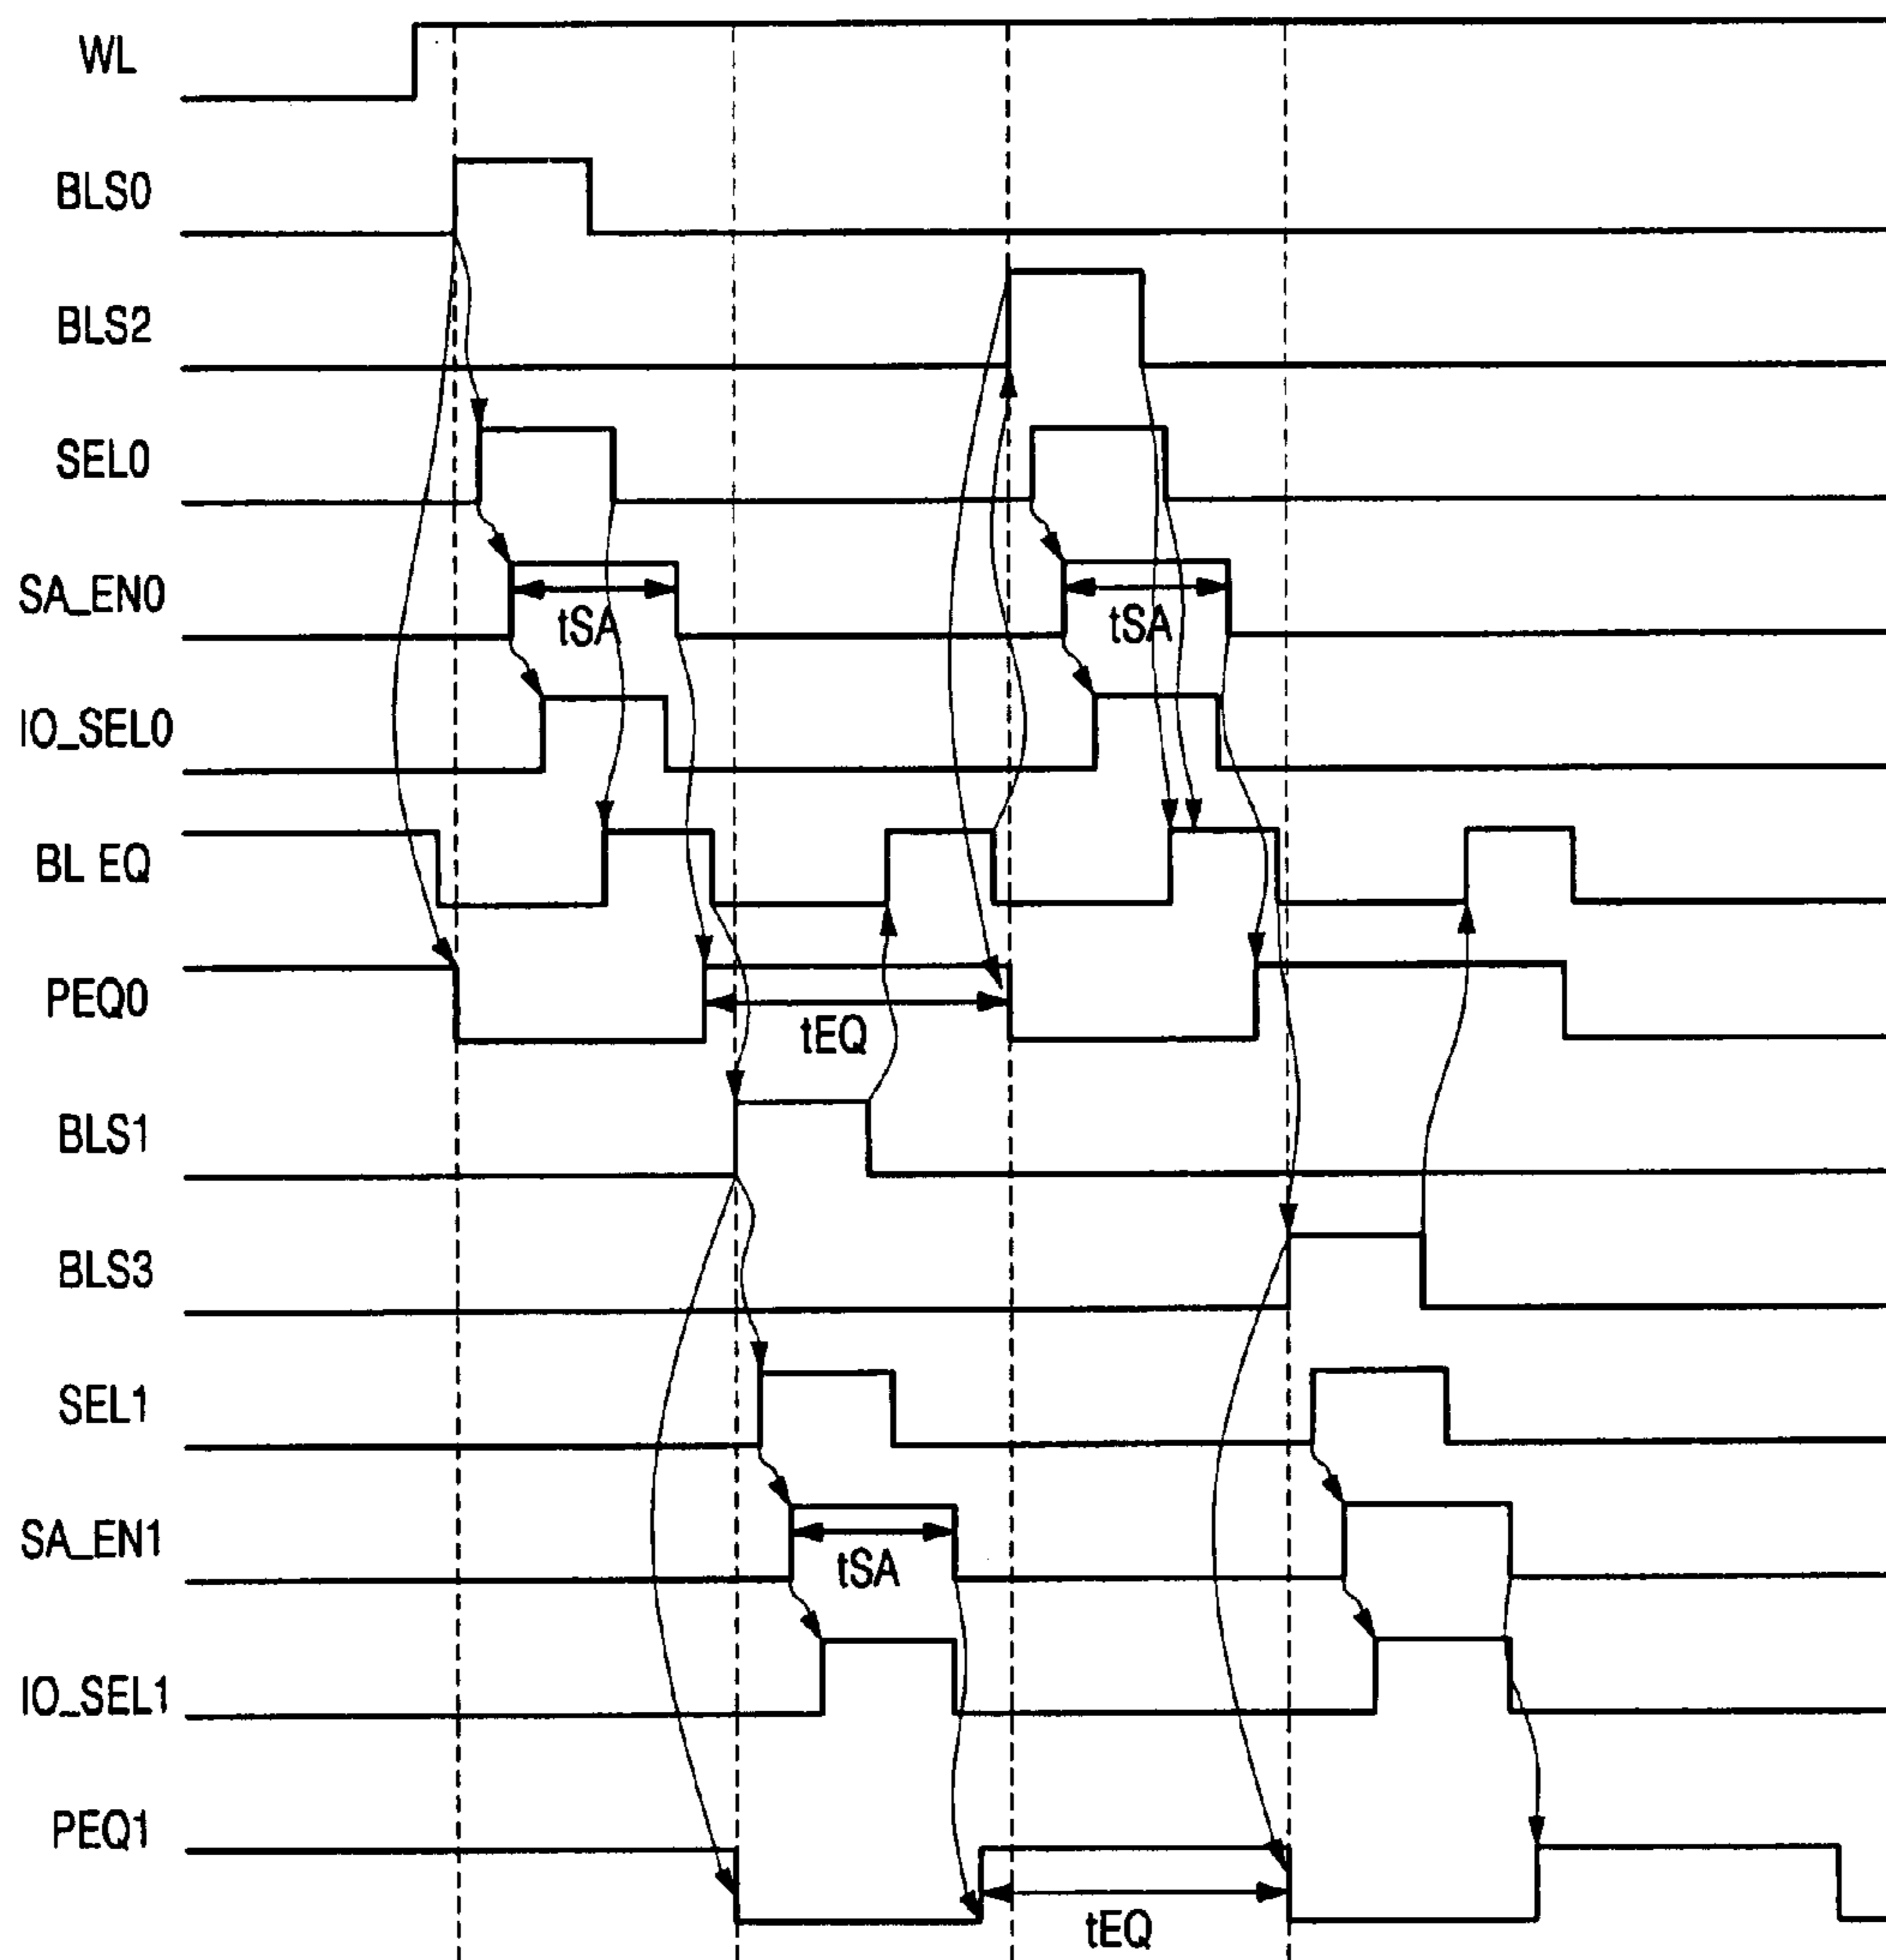 WL
BLS0
BLS2
SEL0
SA_EN0
tSA
tSA
IO_SEL0
BL EQ
PEQ0
tEQ
BLS1
BLS3
SEL1
SA_EN1
tSA
IO_SEL1
PEQ1
tEQ